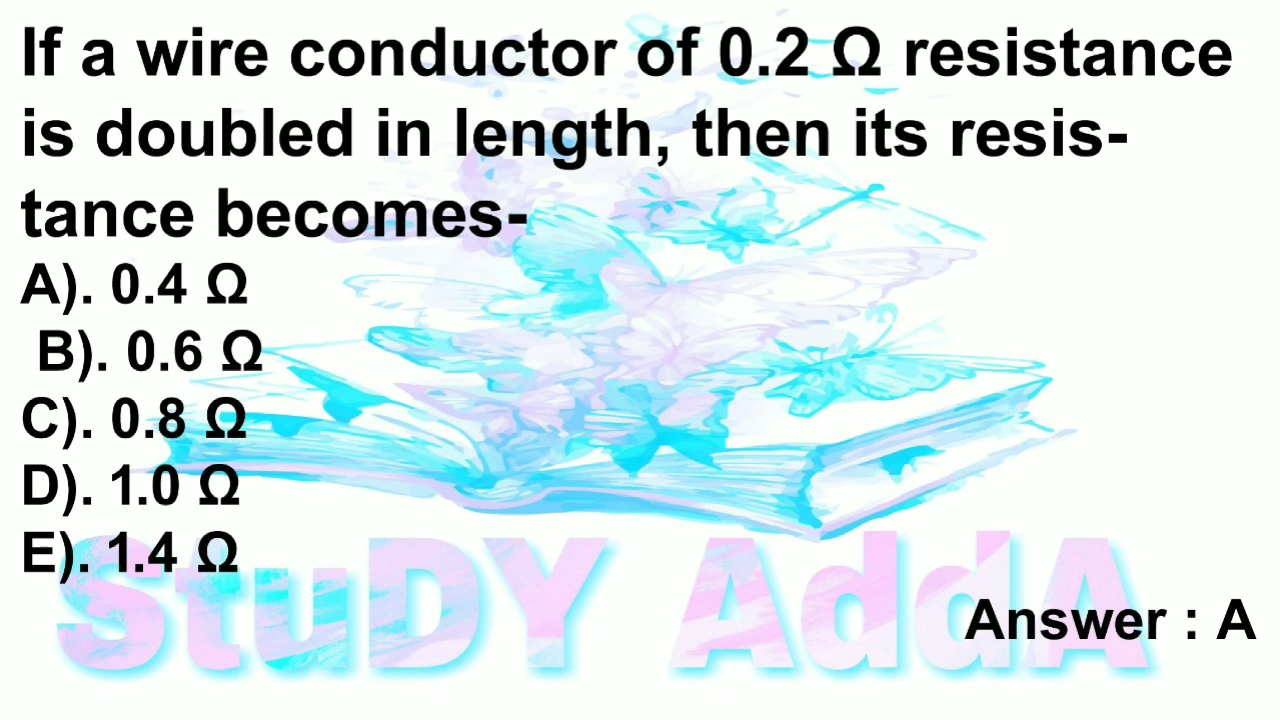 If a wire conductor of 0.2 Ω resistance
is doubled in length, then its resis-
tance becomes-
A). 0.4 Ω
B). 0.6 Ω
C). 0.8 Ω
D). 1.0 Ω
E). 1.4 Ω
StuDY AddA
Answer : A